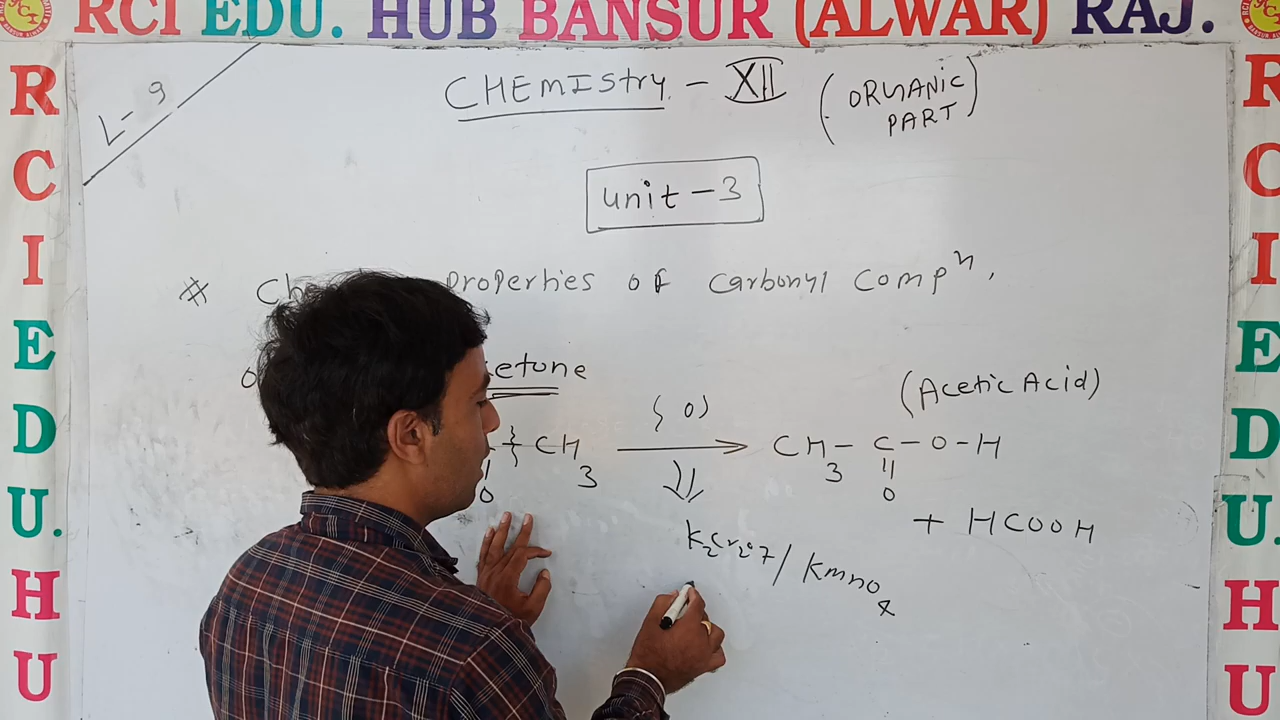 RCI EDU. HUB BANSUR (ALWAR) RAJ.
R
C
I
E
D
U.
H
U
L-9
CHEMIStry - XII (ORGANIC PART)
Unit-3
* Properties of Carbonyl Compⁿ.
etone
(Acetic Acid)
CH3 {O} CH3-C-O-H
O O
+ HCOOH
K2Cr2O7/KmnO4
R
C
I
E
D
U.
H
U